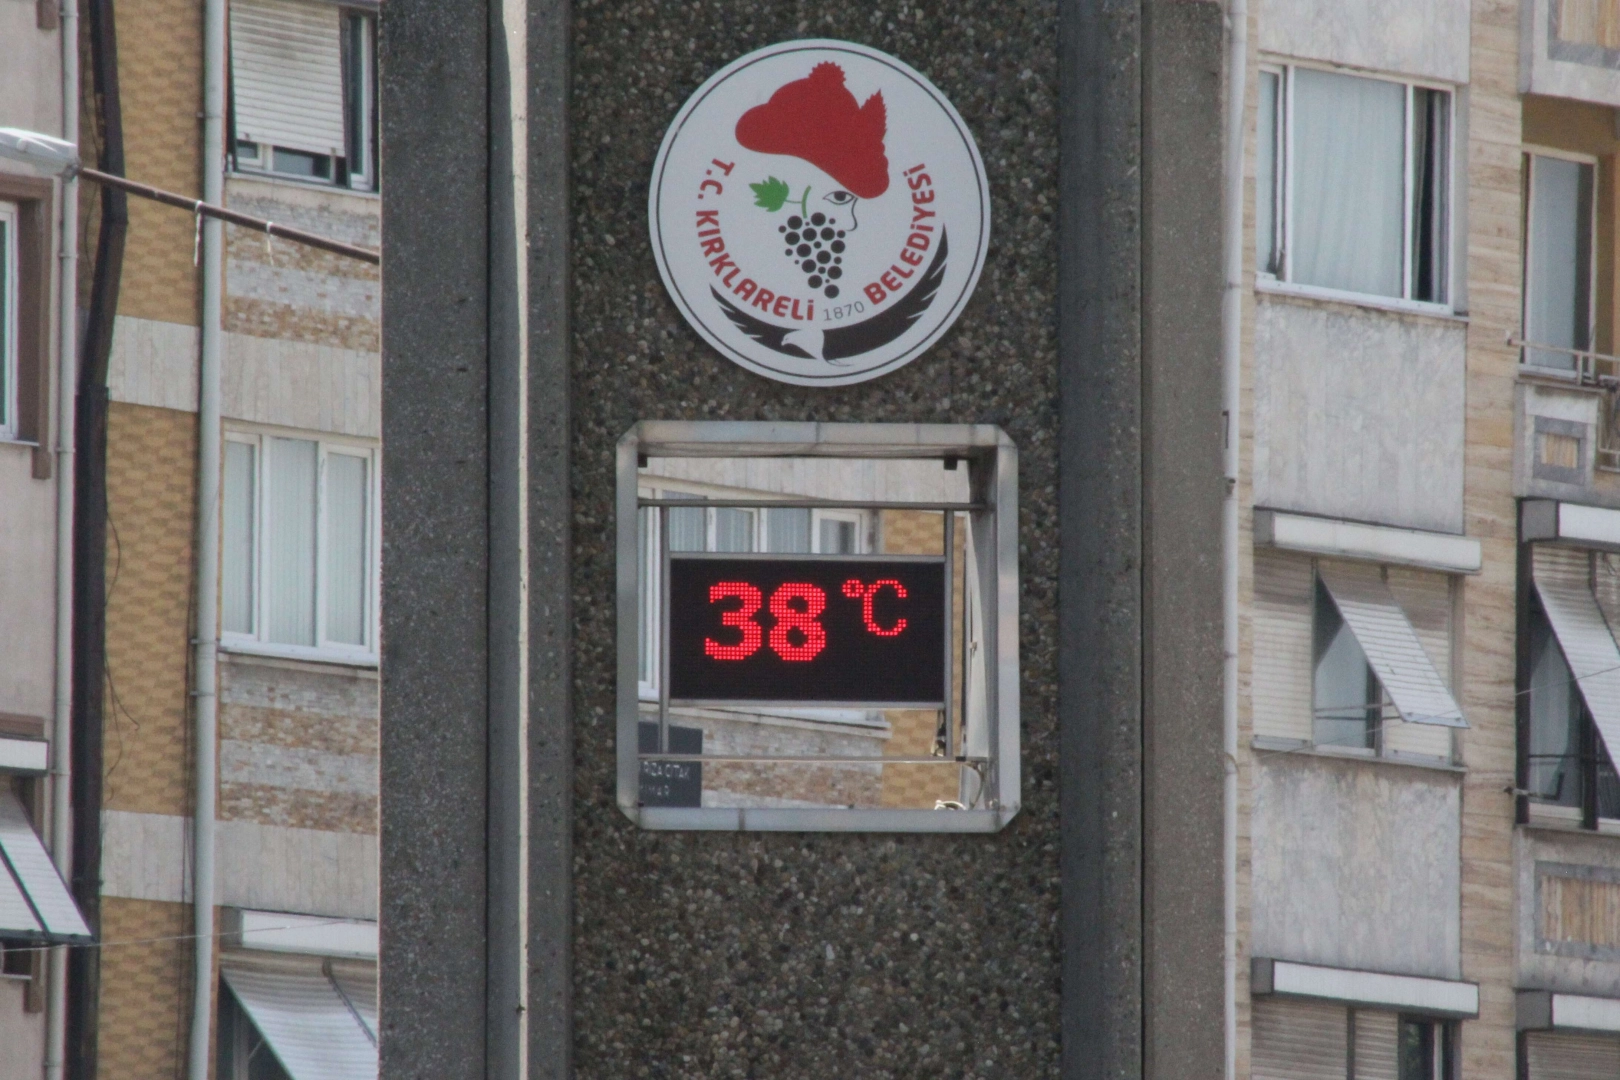 T.C. KIRKLARELİ BELEDİYESİ
1870
38 °C